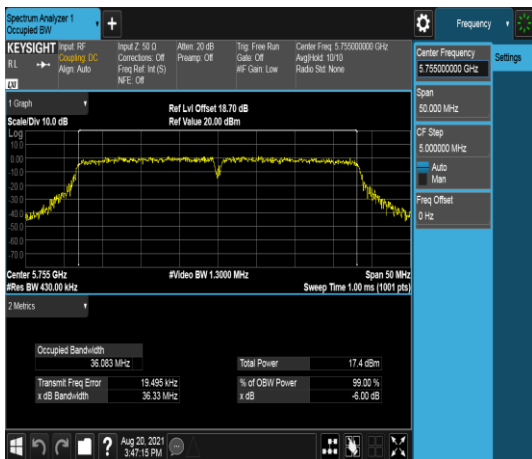 Spectrum Analyzer 1
Occupied BW
Frequency
KEYSIGHT
RL
LXI
Input: RF
Coupling: DC
Align: Auto
Input Z: 50 Ω
Corrections: Off
Freq Ref: Int (S)
NFE: Off
Atten: 20 dB
Preamp: Off
Trig: Free Run
Gate: Off
#IF Gain: Low
Center Freq: 5.755000000 GHz
Avg|Hold: 10/10
Radio Std: None
Center Frequency
5.755000000 GHz
Settings
Span
50.000 MHz
CF Step
5.000000 MHz
Auto
Man
Freq Offset
0 Hz
1 Graph
Scale/Div 10.0 dB
Ref Lvl Offset 18.70 dB
Ref Value 20.00 dBm
Log
10.0
0.00
-10.0
-20.0
-30.0
-40.0
-50.0
-60.0
-70.0
Center 5.755 GHz
#Res BW 430.00 kHz
#Video BW 1.3000 MHz
Span 50 MHz
Sweep Time 1.00 ms (1001 pts)
2 Metrics
Occupied Bandwidth
36.083 MHz
Total Power 17.4 dBm
Transmit Freq Error 19.495 kHz
% of OBW Power 99.00 %
x dB Bandwidth 36.33 MHz
x dB -6.00 dB
?
Aug 20, 2021
3:47:15 PM